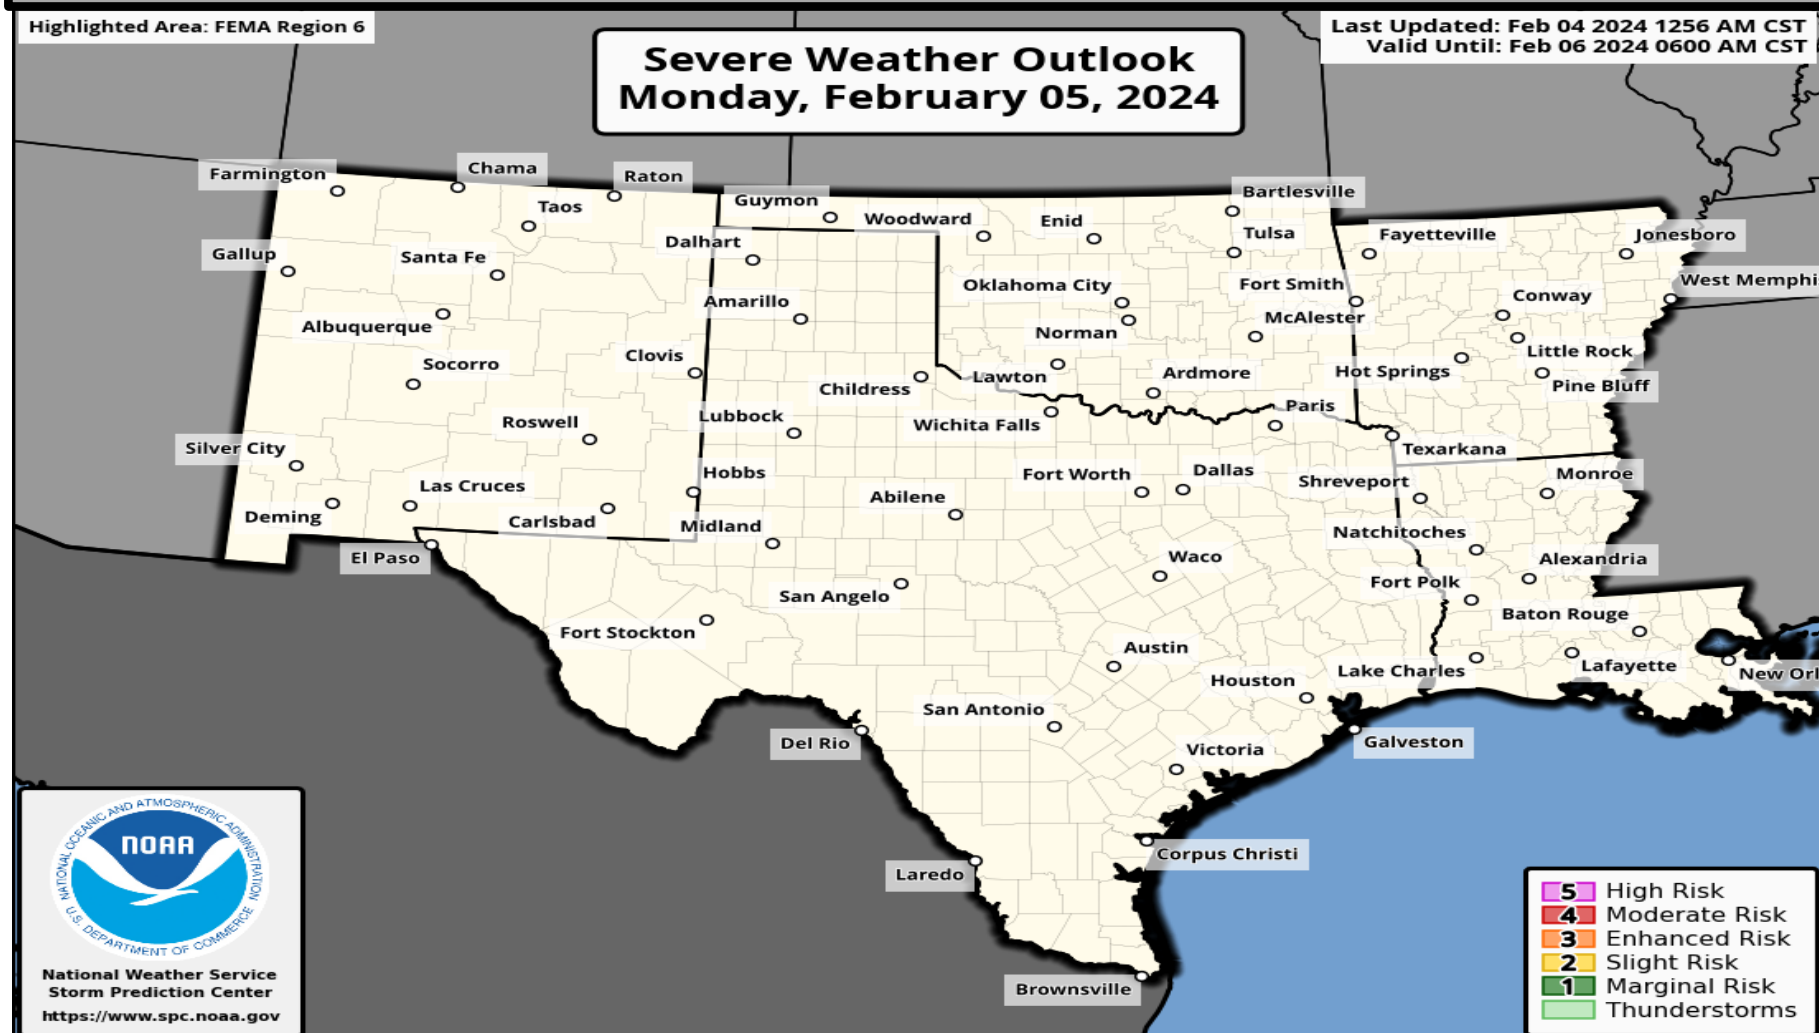 Highlighted Area: FEMA Region 6
Last Updated: Feb 04 2024 1256 AM CST
Valid Until: Feb 06 2024 0600 AM CST
Severe Weather Outlook
Monday, February 05, 2024
Farmington
Chama
Raton
Taos
Guymon
Woodward
Enid
Bartlesville
Gallup
Santa Fe
Dalhart
Tulsa
Fayetteville
Jonesboro
Albuquerque
Amarillo
Oklahoma City
Fort Smith
Conway
West Memphi
Norman
McAlester
Socorro
Clovis
Childress
Lawton
Ardmore
Hot Springs
Little Rock
Pine Bluff
Roswell
Lubbock
Wichita Falls
Paris
Texarkana
Silver City
Hobbs
Fort Worth
Dallas
Shreveport
Monroe
Las Cruces
Abilene
Deming
Carlsbad
Midland
Natchitoches
El Paso
Waco
Alexandria
San Angelo
Fort Polk
Fort Stockton
Baton Rouge
Austin
Lake Charles
Lafayette
New Orl
Houston
San Antonio
Del Rio
Victoria
Galveston
Laredo
Corpus Christi
Brownsville
NATIONAL OCEANIC AND ATMOSPHERIC ADMINISTRATION
NOAA
U.S. DEPARTMENT OF COMMERCE
National Weather Service
Storm Prediction Center
https://www.spc.noaa.gov
5 High Risk
4 Moderate Risk
3 Enhanced Risk
2 Slight Risk
1 Marginal Risk
Thunderstorms